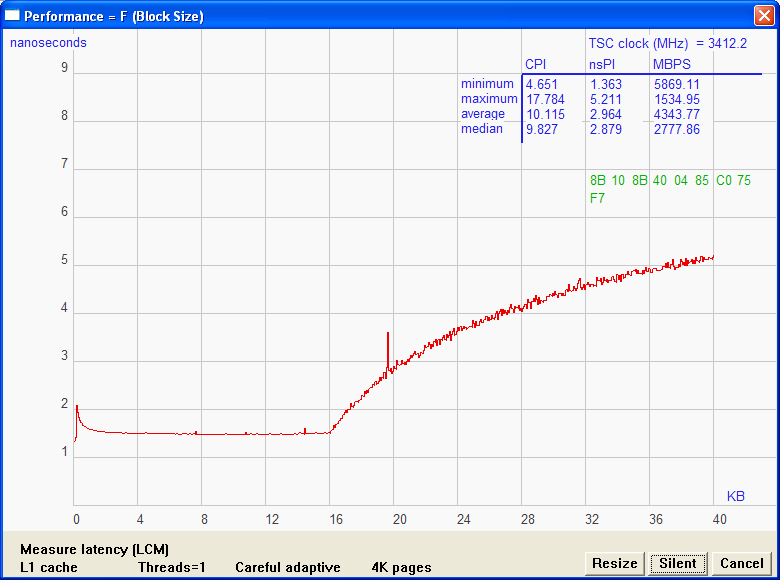 Performance = F (Block Size)
nanoseconds
TSC clock (MHz) = 3412.2
CPI nsPI MBPS
minimum 4.651 1.363 5869.11
maximum 17.784 5.211 1534.95
average 10.115 2.964 4343.77
median 9.827 2.879 2777.86
8B 10 8B 40 04 85 C0 75
F7
9
8
7
6
5
4
3
2
1
KB
0 4 8 12 16 20 24 28 32 36 40
Measure latency (LCM)
L1 cache Threads=1 Careful adaptive 4K pages
Resize Silent Cancel